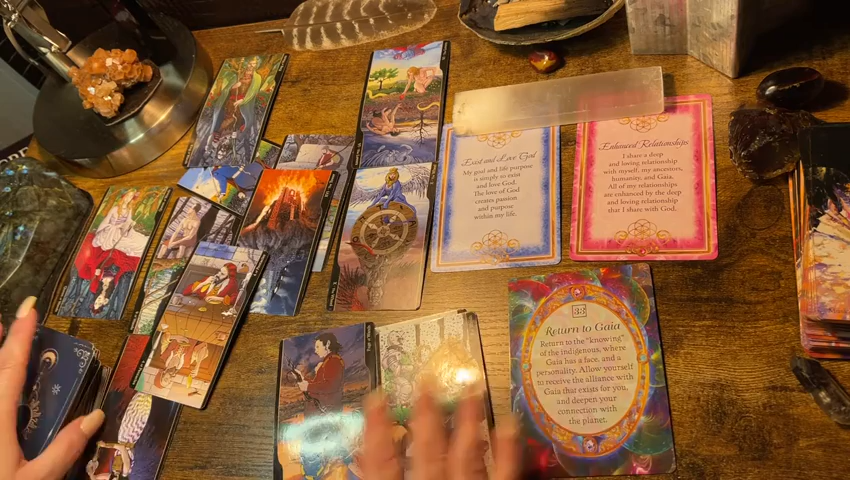 Exist and Love God
My goal and life purpose
is simply to exist
and love God.
The love of God
creates passion
and purpose
within my life.
Enhanced Relationships
I share a deep
and loving relationship
with myself, my ancestors,
humanity, and Gaia.
All of my relationships
are enhanced by the deep
and loving relationship
that I share with God.
33
Return to Gaia
Return to the "knowing"
of the indigenous, where
Gaia has a face, and a
personality. Allow yourself
to receive the alliance with
Gaia that exists for you,
and deepen your
connection with
the planet.